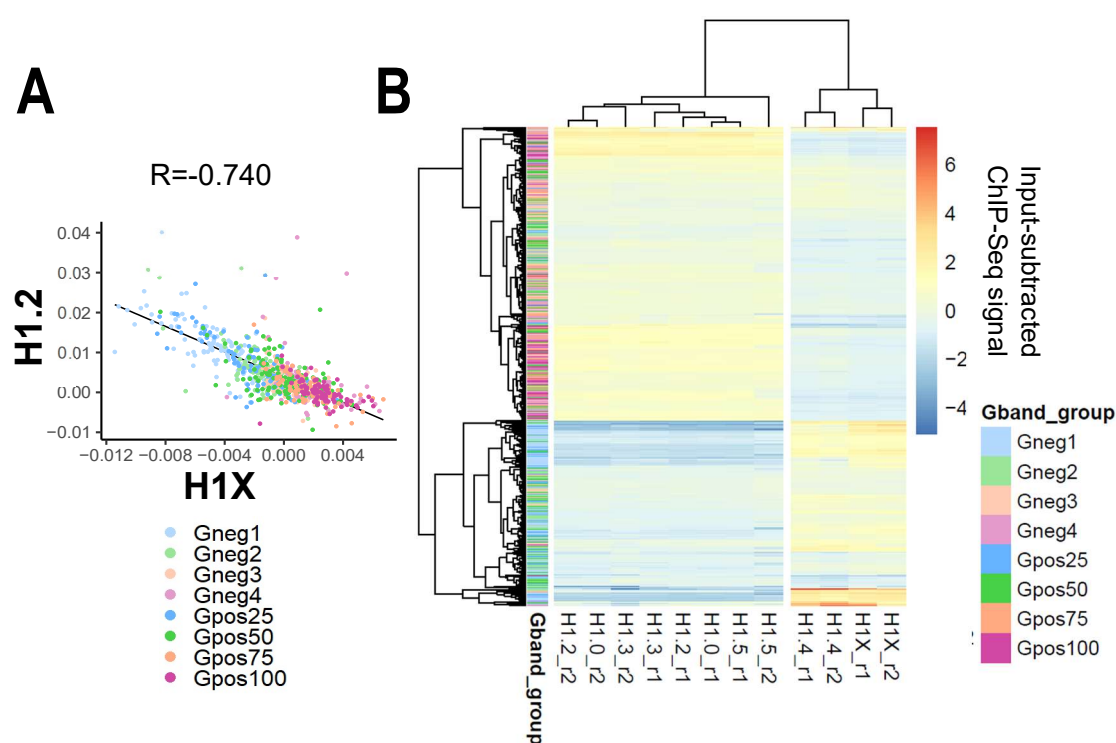 A
R=-0.740
0.04
0.03
0.02
0.01
0.00
−0.01
H1.2
−0.012 −0.008 −0.004 0.000 0.004
H1X
Gneg1
Gneg2
Gneg3
Gneg4
Gpos25
Gpos50
Gpos75
Gpos100
B
Gband_group
H1.2_r2
H1.0_r2
H1.3_r2
H1.3_r1
H1.2_r1
H1.0_r1
H1.5_r1
H1.5_r2
H1.4_r1
H1.4_r2
H1X_r1
H1X_r2
6
4
2
0
−2
−4
Input-subtracted
ChIP-Seq signal
Gband_group
Gneg1
Gneg2
Gneg3
Gneg4
Gpos25
Gpos50
Gpos75
Gpos100